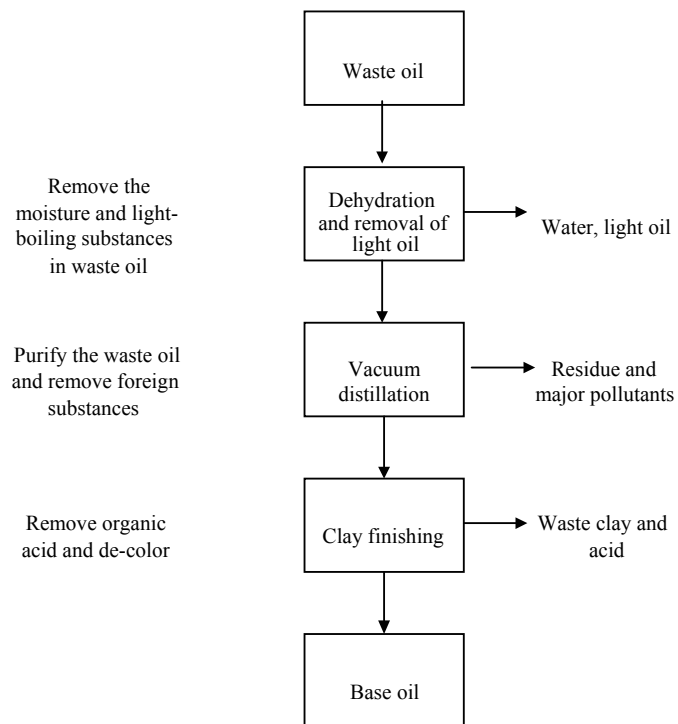 Waste oil
Remove the
moisture and light-
boiling substances
in waste oil
Dehydration
and removal of
light oil
Water, light oil
Purify the waste oil
and remove foreign
substances
Vacuum
distillation
Residue and
major pollutants
Remove organic
acid and de-color
Clay finishing
Waste clay and
acid
Base oil